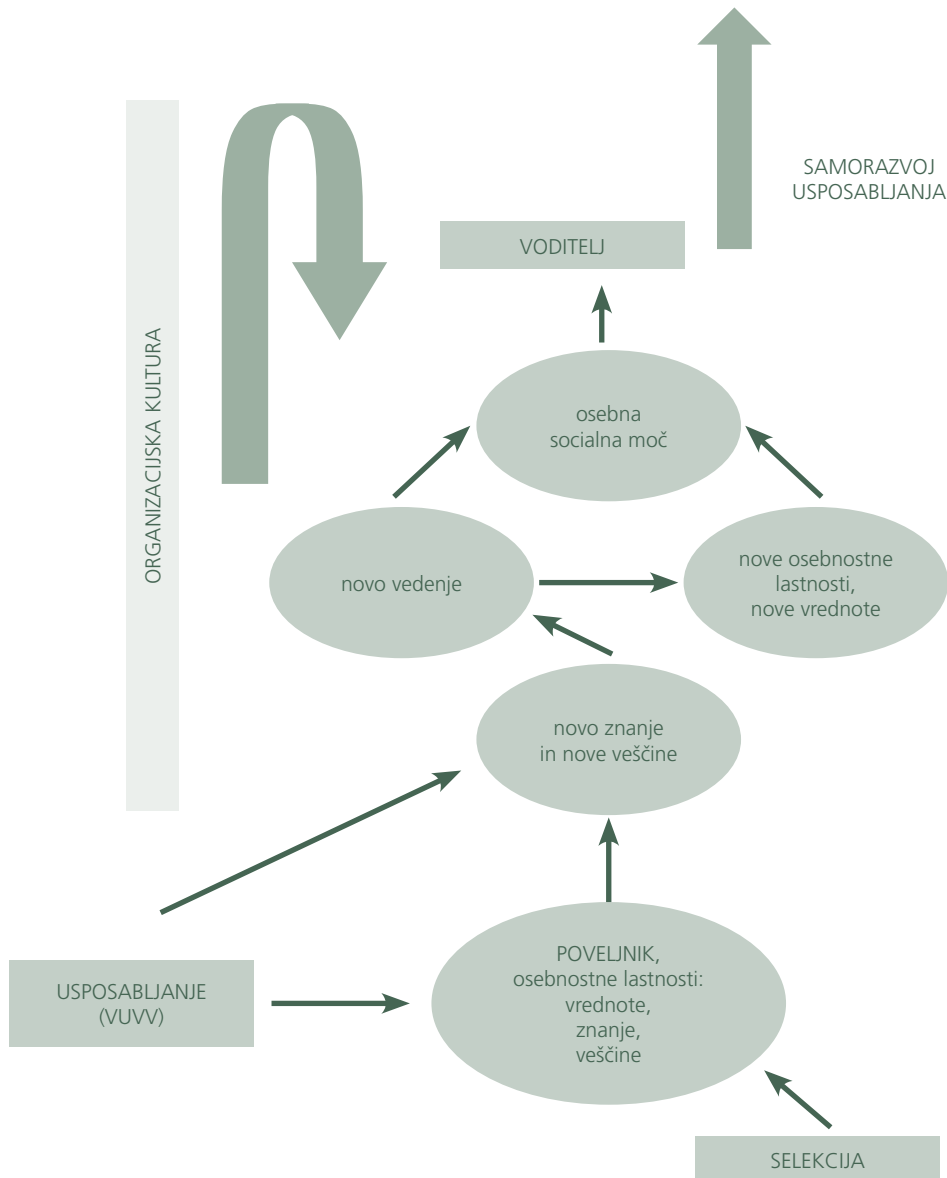 SAMORAZVOJ
USPOSABLJANJA
VODITELJ
ORGANIZACIJSKA KULTURA
osebna
socialna moč
novo vedenje
nove osebnostne
lastnosti,
nove vrednote
novo znanje
in nove veščine
POVELJNIK,
osebnostne lastnosti:
vrednote,
znanje,
veščine
USPOSABLJANJE
(VUVV)
SELEKCIJA